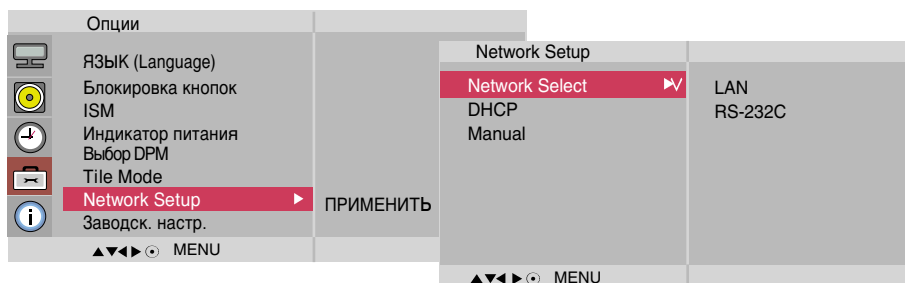 Опции
ЯЗЫК (Language)
Блокировка кнопок
ISM
Индикатор питания
Выбор DPM
Tile Mode
Network Setup ▶
ПРИМЕНИТЬ
Заводск. настр.
▲▼◀▶⊙ MENU
Network Setup
Network Select
DHCP
Manual
LAN
RS-232C
▲▼◀▶⊙ MENU